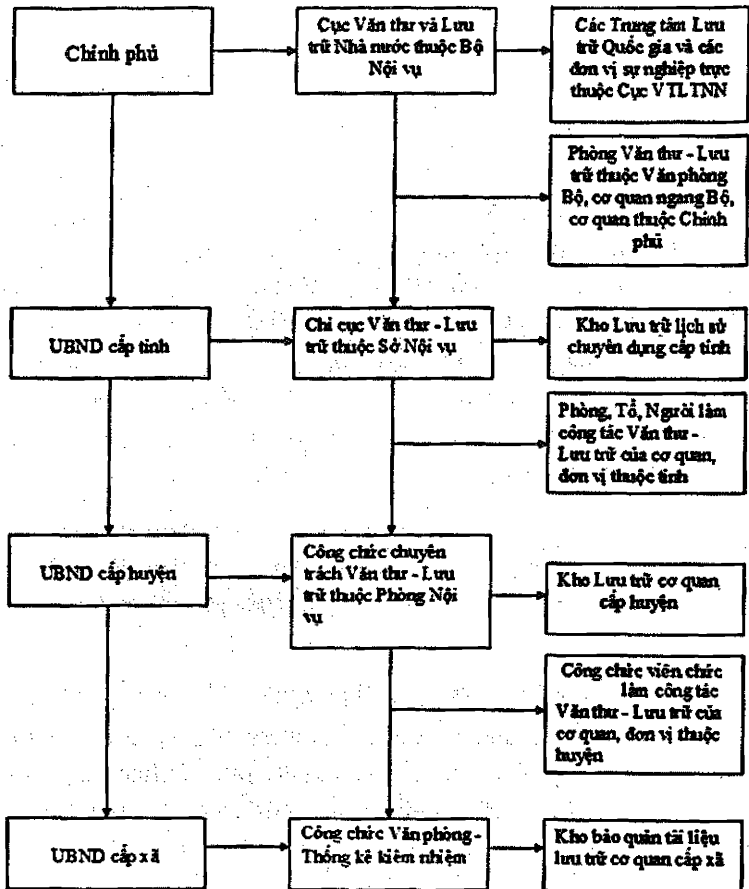 Chính phủ
Cục Văn thư và Lưu
trữ Nhà nước thuộc Bộ
Nội vụ
Các Trung tâm Lưu
trữ Quốc gia và các
đơn vị sự nghiệp trực
thuộc Cục VTLTNN
Phòng Văn thư - Lưu
trữ thuộc Văn phòng
Bộ, cơ quan ngang Bộ,
cơ quan thuộc Chính
phủ
UBND cấp tỉnh
Chi cục Văn thư - Lưu
trữ thuộc Sở Nội vụ
Kho Lưu trữ lịch sử
chuyên dụng cấp tỉnh
Phòng, Tổ, Người làm
công tác Văn thư -
Lưu trữ của cơ quan,
đơn vị thuộc tỉnh
UBND cấp huyện
Công chức chuyên
trách Văn thư - Lưu
trữ thuộc Phòng Nội
vụ
Kho Lưu trữ cơ quan
cấp huyện
Công chức viên chức
làm công tác
Văn thư - Lưu trữ của
cơ quan, đơn vị thuộc
huyện
UBND cấp xã
Công chức Văn phòng -
Thống kê kiêm nhiệm
Kho bảo quản tài liệu
lưu trữ cơ quan cấp xã